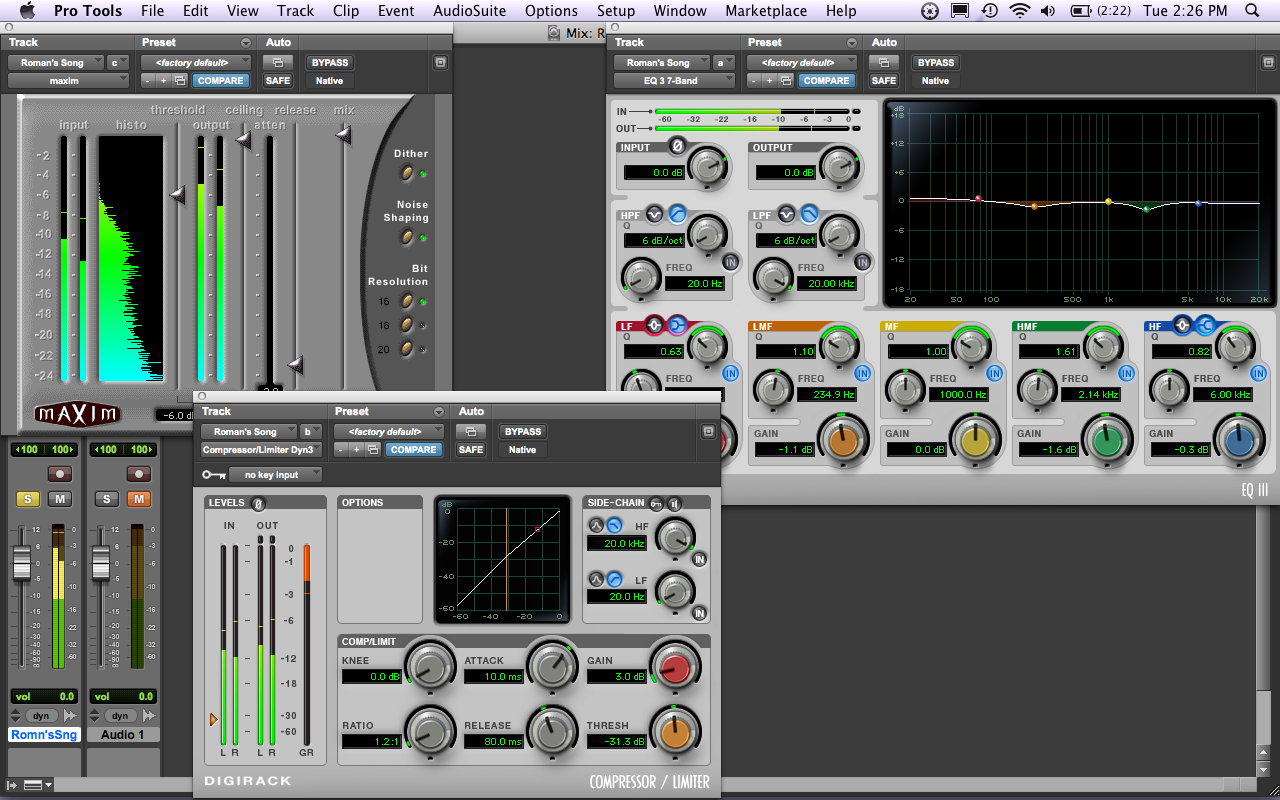 Pro Tools File Edit View Track Clip Event AudioSuite Options Setup Window Marketplace Help (2:22) Tue 2:26 PM
Mix: R
Track Preset Auto
Roman's Song c <factory default> BYPASS
maxim - + COMPARE SAFE Native
threshold ceiling release mix
input histo output atten
-2
-4
-6
-8
-10
-12
-14
-16
-18
-20
-22
-24
Dither
Noise
Shaping
Bit
Resolution
16
18
20
MAXIM
-6.0 dB
Track Preset Auto
Roman's Song a <factory default> BYPASS
EQ 3 7-Band - + COMPARE SAFE Native
IN
-60 -32 -22 -16 -6 -3 0
OUT
INPUT OUTPUT
0.0 dB 0.0 dB
HPF LPF
Q Q
6 dB/oct 6 dB/oct
IN IN
FREQ FREQ
20.0 Hz 20.00 kHz
dB
+18
+12
+6
0
-6
-12
-18
20 50 100 500 1k 5k 10k 20k
LF LMF MF HMF HF
Q Q Q Q Q
0.63 1.10 1.00 1.61 0.82
IN IN IN IN IN
FREQ FREQ FREQ FREQ FREQ
234.9 Hz 1000.0 Hz 2.14 kHz 6.00 kHz
GAIN GAIN GAIN GAIN
-1.1 dB 0.0 dB -1.6 dB -0.3 dB
EQ III
Track Preset Auto
Roman's Song b <factory default> BYPASS
Compressor/Limiter Dyn3 - + COMPARE SAFE Native
no key input
LEVELS OPTIONS SIDE-CHAIN
IN OUT
0
-1
-3
-6
-12
-18
-30
-60
L R L R GR
dB
0
-20
-40
-60
-60 -40 -20 0
HF
20.0 kHz
IN
LF
20.0 Hz
IN
COMP/LIMIT
KNEE ATTACK GAIN
0.0 dB 10.0 ms 3.0 dB
RATIO RELEASE THRESH
1.2:1 80.0 ms -31.3 dB
DIGIRACK COMPRESSOR / LIMITER
100 100 100 100
S M S M
12 0 12 0
5 5
0 0
-5 -5
-10 -10
-15 -15
-20 -20
-30 -30
-40 -40
-60 -60
-90 -90
∞ ∞
vol 0.0 vol 0.0
dyn dyn
Romn'sSng Audio 1